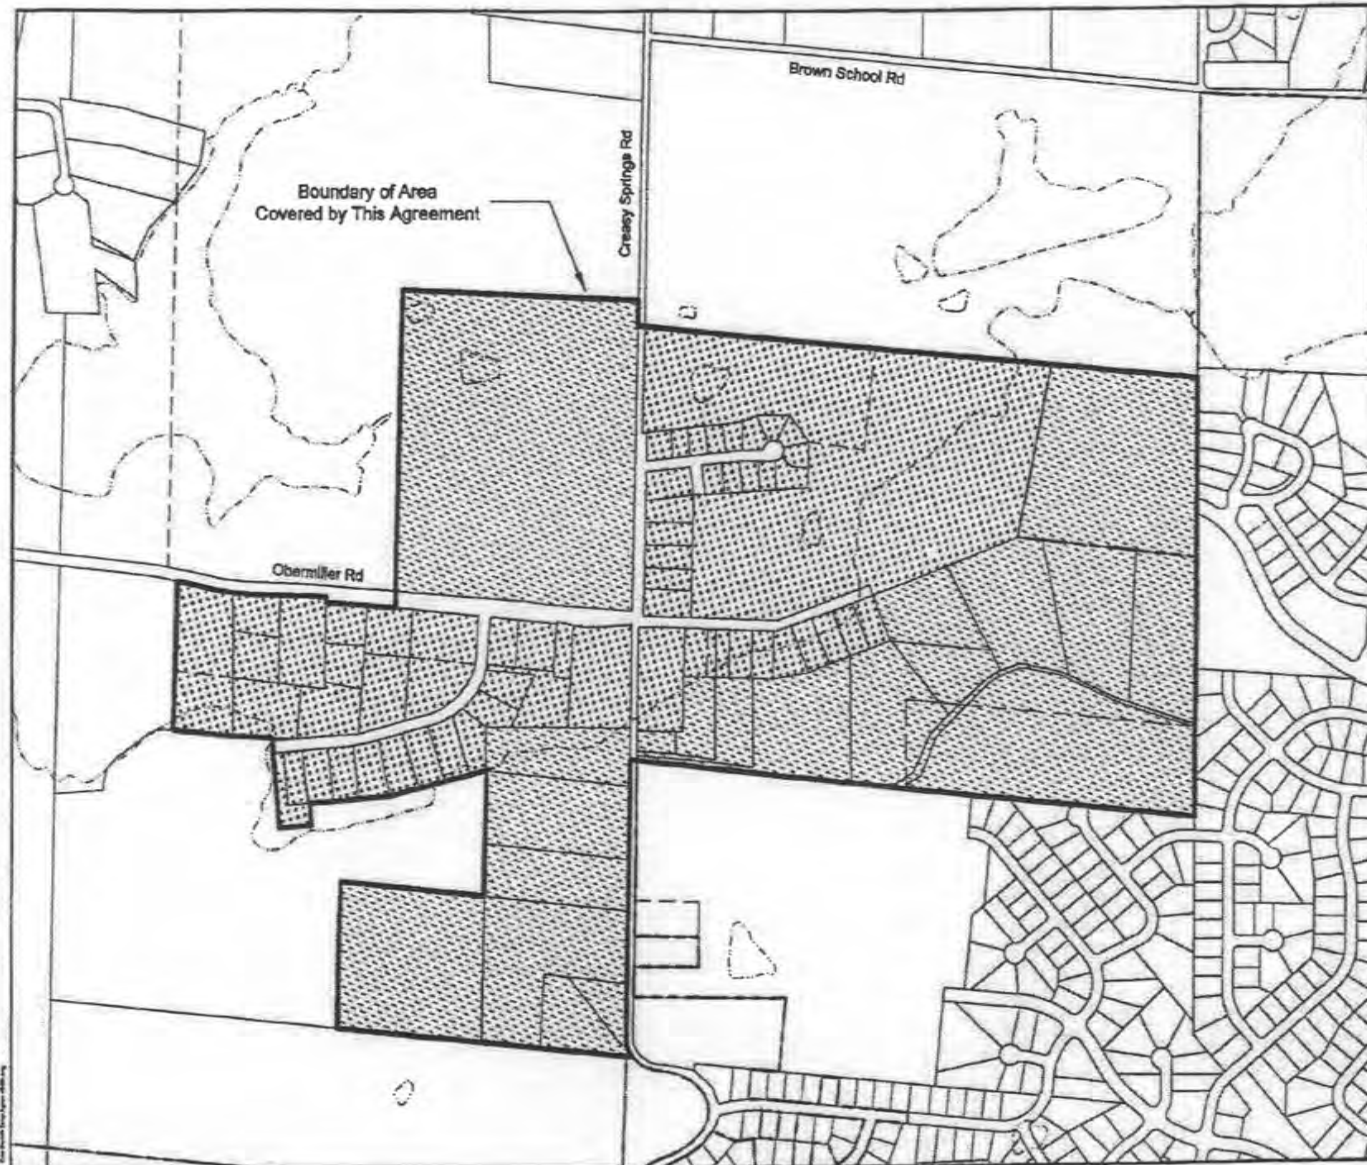 Brown School Rd
Creasy Springs Rd
Boundary of Area
Covered by This Agreement
Obermiller Rd